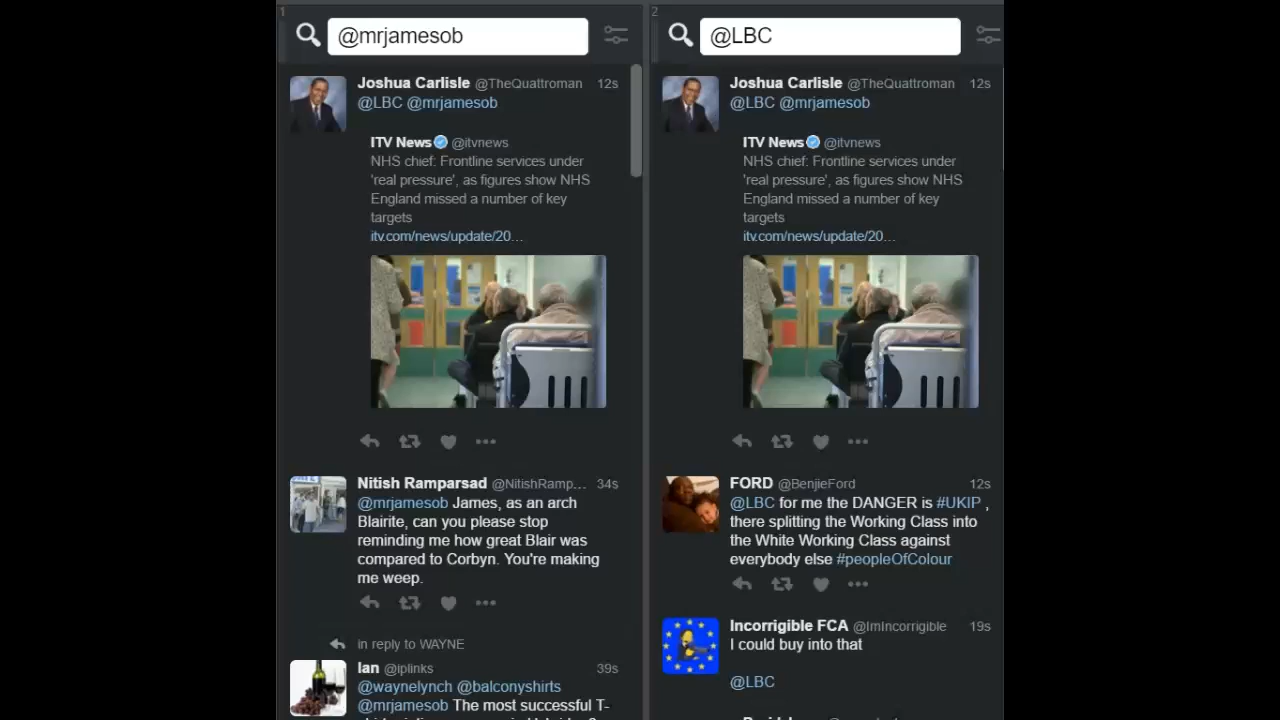 1
@mrjamesob
Joshua Carlisle @TheQuattroman 12s
@LBC @mrjamesob
ITV News @itvnews
NHS chief: Frontline services under
'real pressure', as figures show NHS
England missed a number of key
targets
itv.com/news/update/20…
Nitish Ramparsad @NitishRamp… 34s
@mrjamesob James, as an arch
Blairite, can you please stop
reminding me how great Blair was
compared to Corbyn. You're making
me weep.
in reply to WAYNE
Ian @iplinks 39s
@waynelynch @balconyshirts
@mrjamesob The most successful T-
2
@LBC
Joshua Carlisle @TheQuattroman 12s
@LBC @mrjamesob
ITV News @itvnews
NHS chief: Frontline services under
'real pressure', as figures show NHS
England missed a number of key
targets
itv.com/news/update/20…
FORD @BenjieFord 12s
@LBC for me the DANGER is #UKIP ,
there splitting the Working Class into
the White Working Class against
everybody else #peopleOfColour
Incorrigible FCA @ImIncorrigible 19s
I could buy into that
@LBC